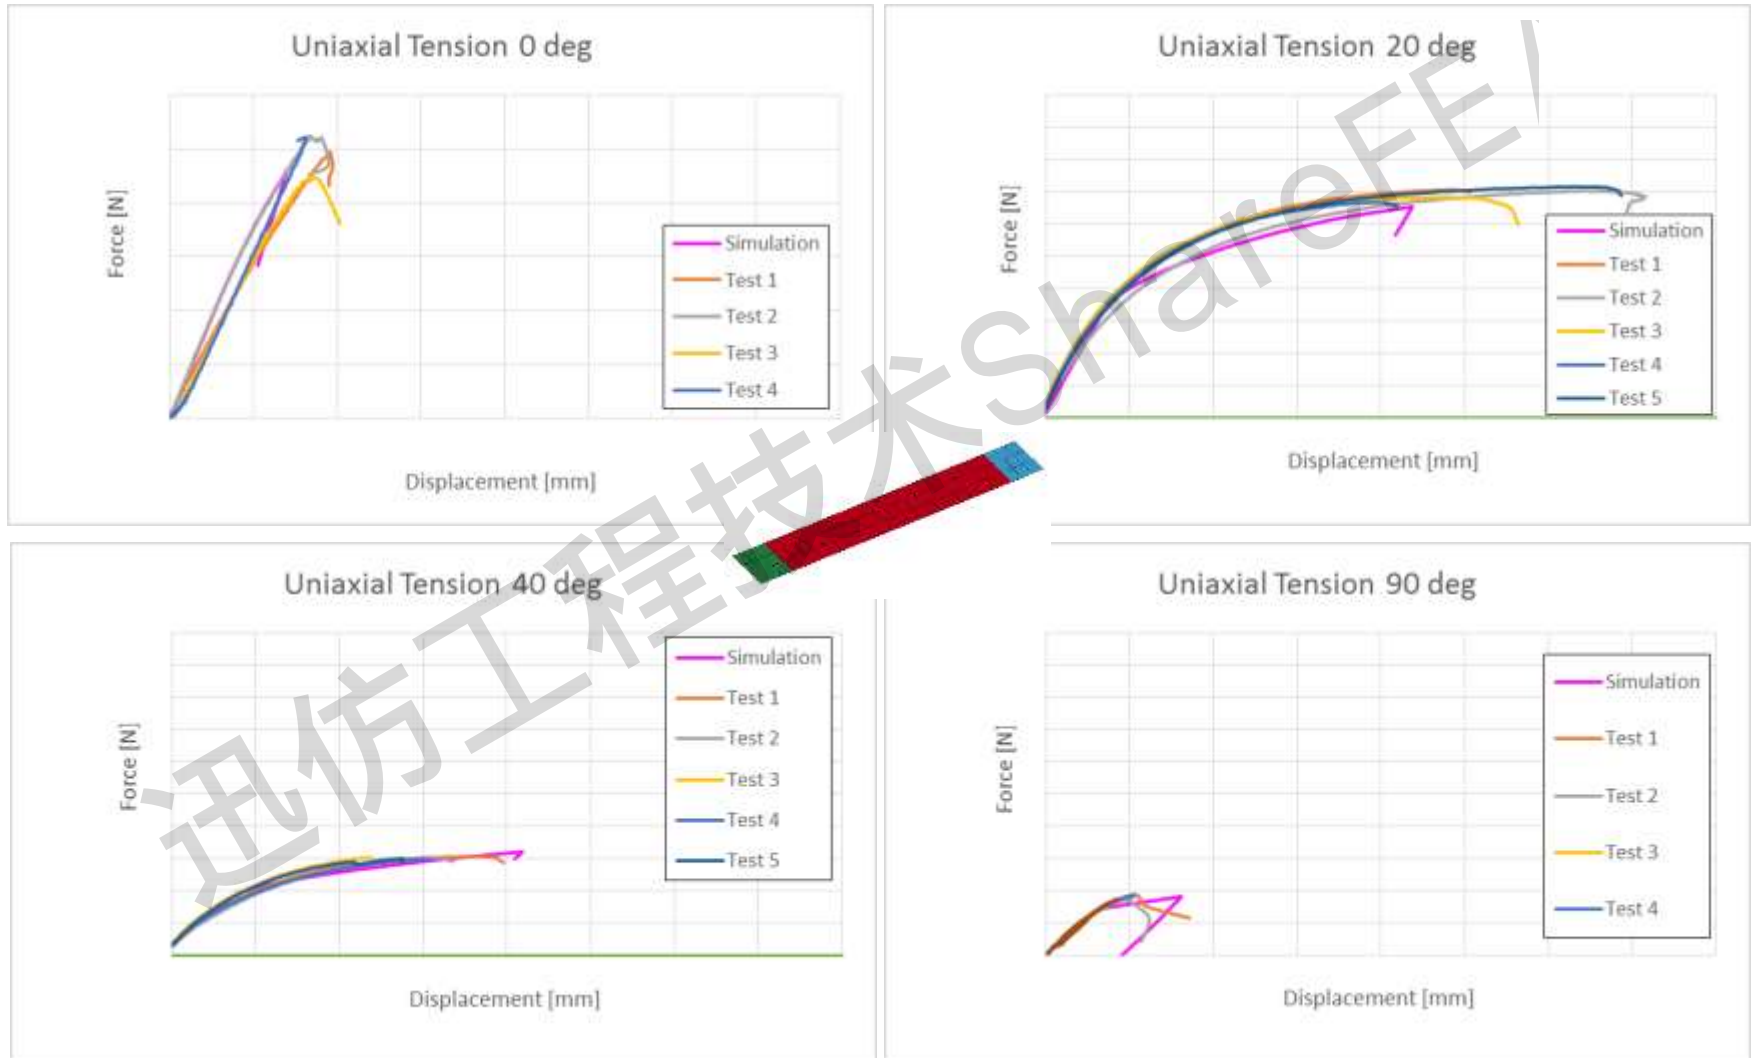 Uniaxial Tension 0 deg
Force [N]
Simulation
Test 1
Test 2
Test 3
Test 4
Displacement [mm]
Uniaxial Tension 20 deg
Force [N]
Simulation
Test 1
Test 2
Test 3
Test 4
Test 5
Displacement [mm]
Uniaxial Tension 40 deg
Force [N]
Simulation
Test 1
Test 2
Test 3
Test 4
Test 5
Displacement [mm]
Uniaxial Tension 90 deg
Force [N]
Simulation
Test 1
Test 2
Test 3
Test 4
Displacement [mm]
迅仿工程技术ShareFEA